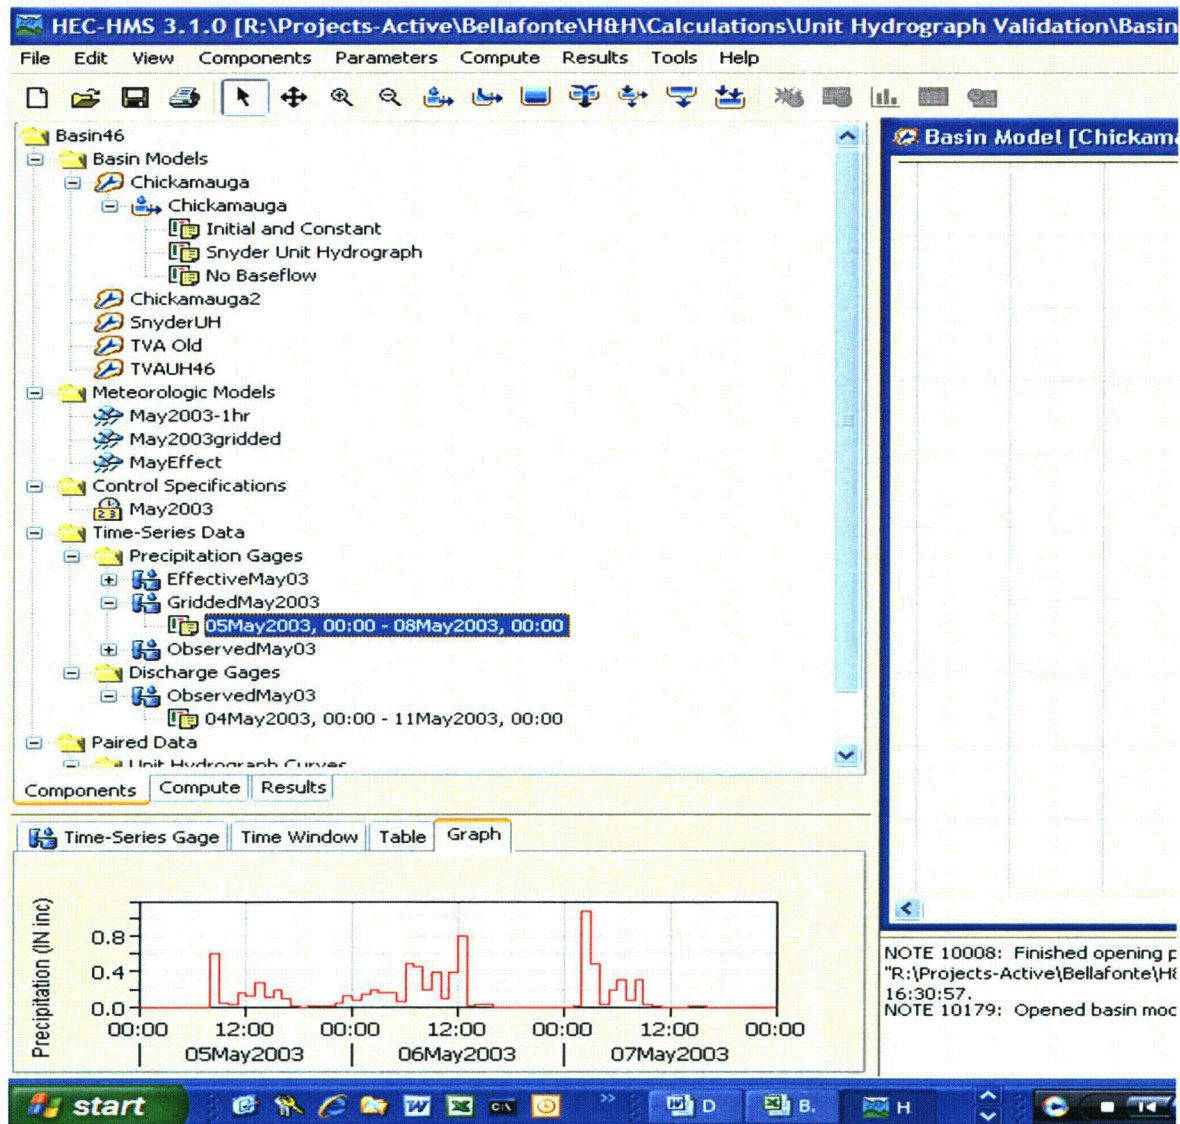 HEC-HMS 3.1.0 [R:\Projects-Active\Bellafonte\H&H\Calculations\Unit Hydrograph Validation\Basin
File Edit View Components Parameters Compute Results Tools Help
Basin46
Basin Models
Chickamauga
Chickamauga
Initial and Constant
Snyder Unit Hydrograph
No Baseflow
Chickamauga2
SnyderUH
TVA Old
TVAUH46
Meteorologic Models
May2003-1hr
May2003gridded
MayEffect
Control Specifications
May2003
Time-Series Data
Precipitation Gages
EffectiveMay03
GriddedMay2003
05May2003, 00:00 - 08May2003, 00:00
ObservedMay03
Discharge Gages
ObservedMay03
04May2003, 00:00 - 11May2003, 00:00
Paired Data
Unit Hydrograph Curves
Components Compute Results
Time-Series Gage Time Window Table Graph
Precipitation (IN inc)
0.8
0.4
0.0
00:00 12:00 00:00 12:00 00:00 12:00 00:00
05May2003 06May2003 07May2003
Basin Model [Chickama
NOTE 10008: Finished opening p
"R:\Projects-Active\Bellafonte\H&
16:30:57.
NOTE 10179: Opened basin mod
start
D
B.
H